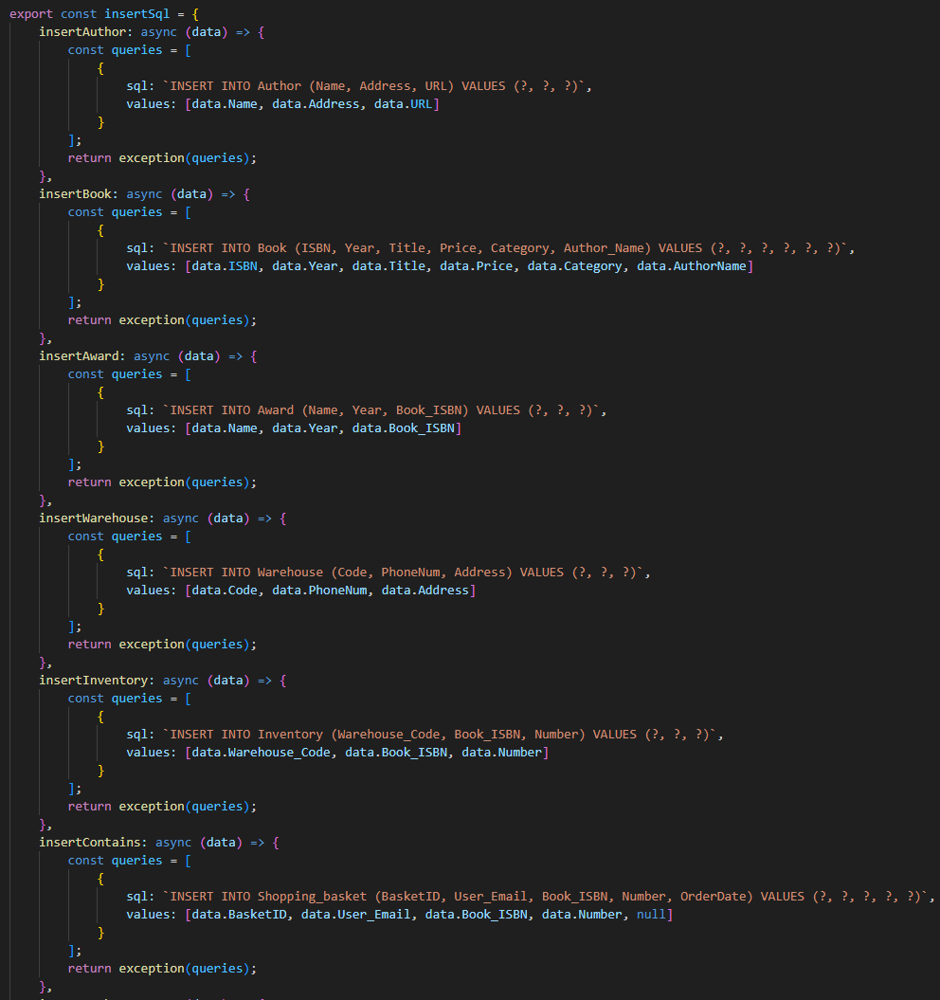 export const insertSql = {
    insertAuthor: async (data) => {
        const queries = [
            {
                sql: `INSERT INTO Author (Name, Address, URL) VALUES (?, ?, ?)`,
                values: [data.Name, data.Address, data.URL]
            }
        ];
        return exception(queries);
    },
    insertBook: async (data) => {
        const queries = [
            {
                sql: `INSERT INTO Book (ISBN, Year, Title, Price, Category, Author_Name) VALUES (?, ?, ?, ?, ?, ?)`,
                values: [data.ISBN, data.Year, data.Title, data.Price, data.Category, data.AuthorName]
            }
        ];
        return exception(queries);
    },
    insertAward: async (data) => {
        const queries = [
            {
                sql: `INSERT INTO Award (Name, Year, Book_ISBN) VALUES (?, ?, ?)`,
                values: [data.Name, data.Year, data.Book_ISBN]
            }
        ];
        return exception(queries);
    },
    insertWarehouse: async (data) => {
        const queries = [
            {
                sql: `INSERT INTO Warehouse (Code, PhoneNum, Address) VALUES (?, ?, ?)`,
                values: [data.Code, data.PhoneNum, data.Address]
            }
        ];
        return exception(queries);
    },
    insertInventory: async (data) => {
        const queries = [
            {
                sql: `INSERT INTO Inventory (Warehouse_Code, Book_ISBN, Number) VALUES (?, ?, ?)`,
                values: [data.Warehouse_Code, data.Book_ISBN, data.Number]
            }
        ];
        return exception(queries);
    },
    insertContains: async (data) => {
        const queries = [
            {
                sql: `INSERT INTO Shopping_basket (BasketID, User_Email, Book_ISBN, Number, OrderDate) VALUES (?, ?, ?, ?, ?)`,
                values: [data.BasketID, data.User_Email, data.Book_ISBN, data.Number, null]
            }
        ];
        return exception(queries);
    },